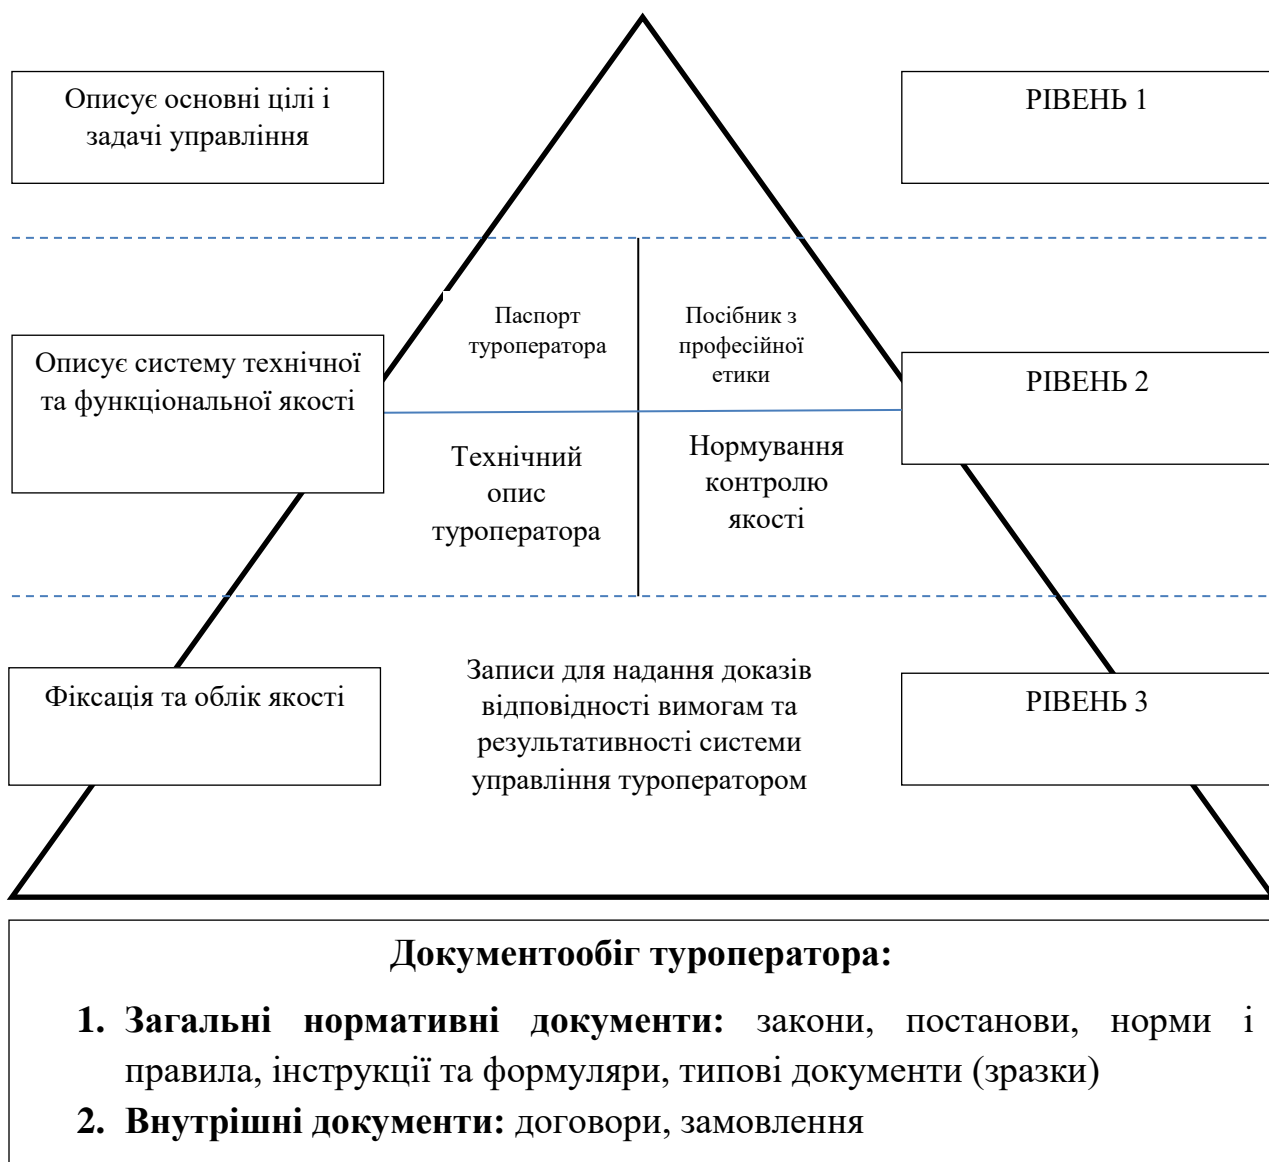 Описує основні цілі і
задачі управління
РІВЕНЬ 1
Паспорт
туроператора
Посібник з
професійної
етики
Описує систему технічної
та функціональної якості
РІВЕНЬ 2
Технічний
опис
туроператора
Нормування
контролю
якості
Фіксація та облік якості
Записи для надання доказів
відповідності вимогам та
результативності системи
управління туроператором
РІВЕНЬ 3
Документообіг туроператора:
1. Загальні нормативні документи: закони, постанови, норми і
правила, інструкції та формуляри, типові документи (зразки)
2. Внутрішні документи: договори, замовлення